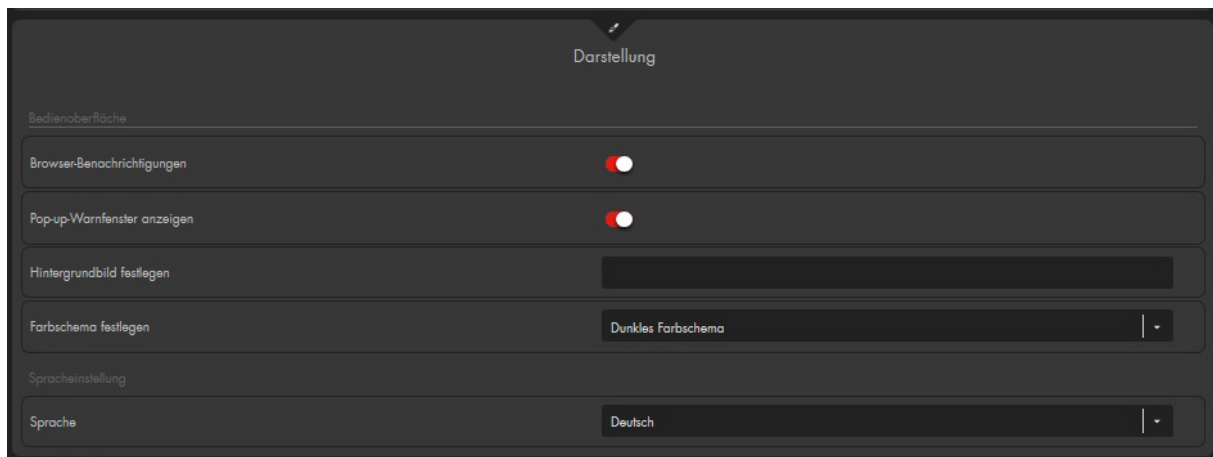 Darstellung
Bedienoberfläche
Browser-Benachrichtigungen
Pop-up-Warnfenster anzeigen
Hintergrundbild festlegen
Farbschema festlegen
Dunkles Farbschema
Spracheinstellung
Sprache
Deutsch